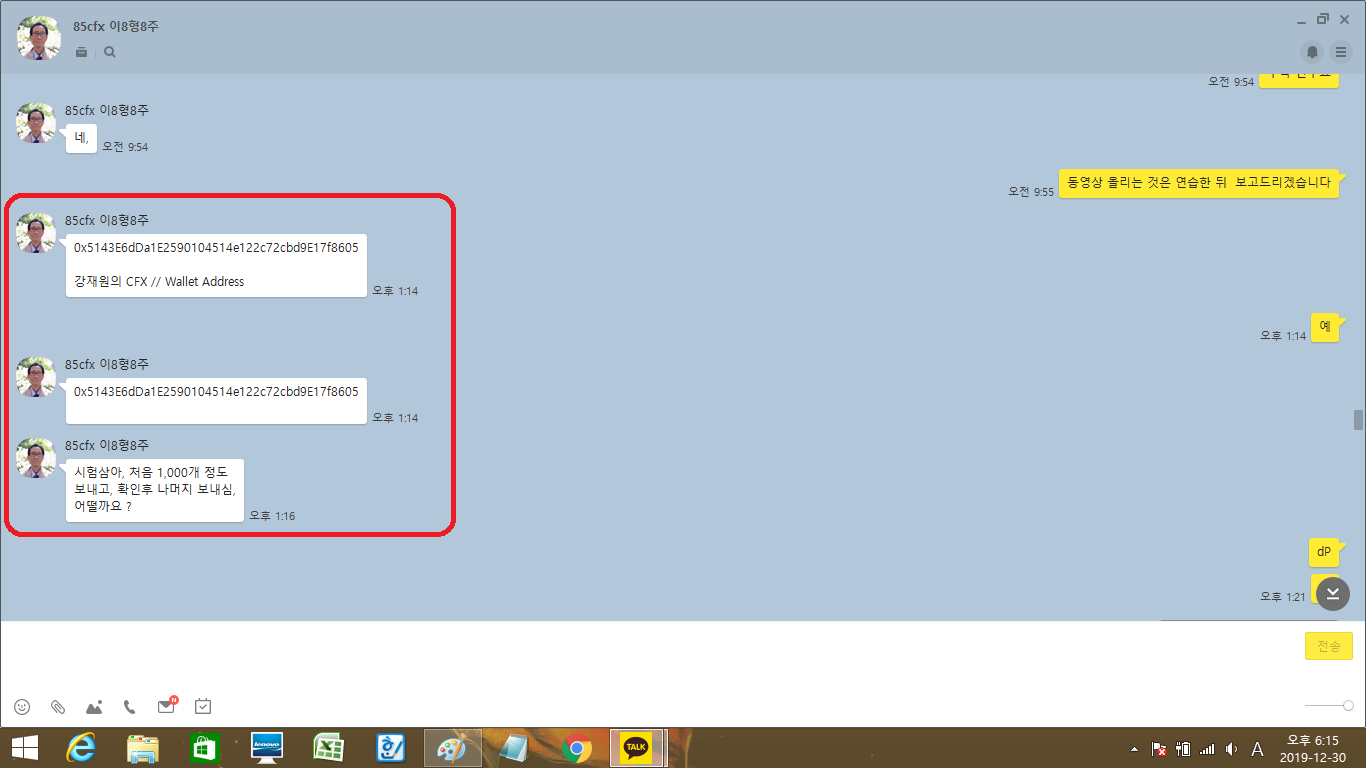 85cfx 이8형8주
오전 9:54
85cfx 이8형8주
네,
오전 9:54
동영상 올리는 것은 연습한 뒤 보고드리겠습니다
오전 9:55
85cfx 이8형8주
0x5143E6dDa1E2590104514e122c72cbd9E17f8605
강재원의 CFX // Wallet Address
오후 1:14
예
오후 1:14
85cfx 이8형8주
0x5143E6dDa1E2590104514e122c72cbd9E17f8605
오후 1:14
85cfx 이8형8주
시험삼아, 처음 1,000개 정도
보내고, 확인후 나머지 보내심,
어떨까요 ?
오후 1:16
dP
오후 1:21
전송
N
lenovo
TALK
A
오후 6:15
2019-12-30